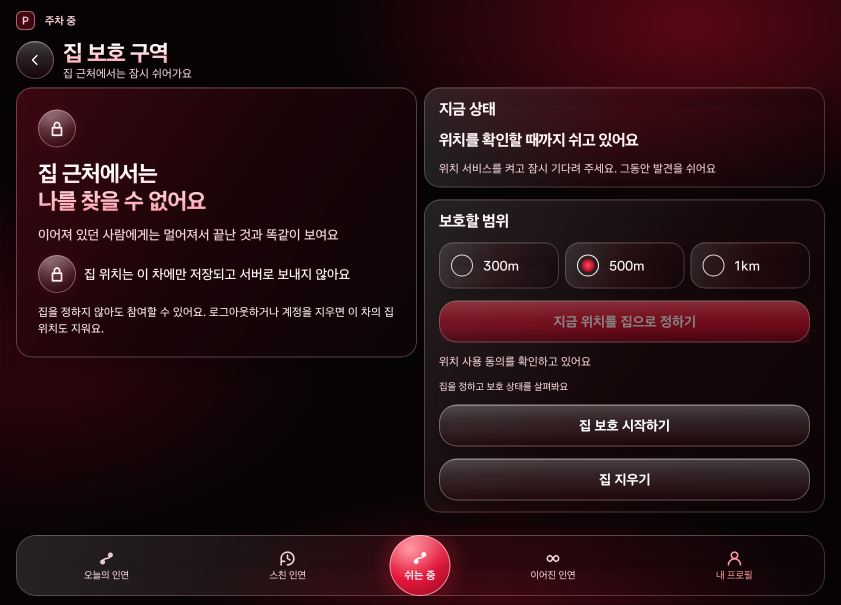 P 주차 중
집 보호 구역
집 근처에서는 잠시 쉬어가요
집 근처에서는
나를 찾을 수 없어요
이어져 있던 사람에게는 멀어져서 끝난 것과 똑같이 보여요
집 위치는 이 차에만 저장되고 서버로 보내지 않아요
집을 정하지 않아도 참여할 수 있어요. 로그아웃하거나 계정을 지우면 이 차의 집
위치도 지워요.
지금 상태
위치를 확인할 때까지 쉬고 있어요
위치 서비스를 켜고 잠시 기다려 주세요. 그동안 발견을 쉬어요
보호할 범위
300m 500m 1km
지금 위치를 집으로 정하기
위치 사용 동의를 확인하고 있어요
집을 정하고 보호 상태를 살펴봐요
집 보호 시작하기
집 지우기
오늘의 인연 스친 인연 쉬는 중 이어진 인연 내 프로필